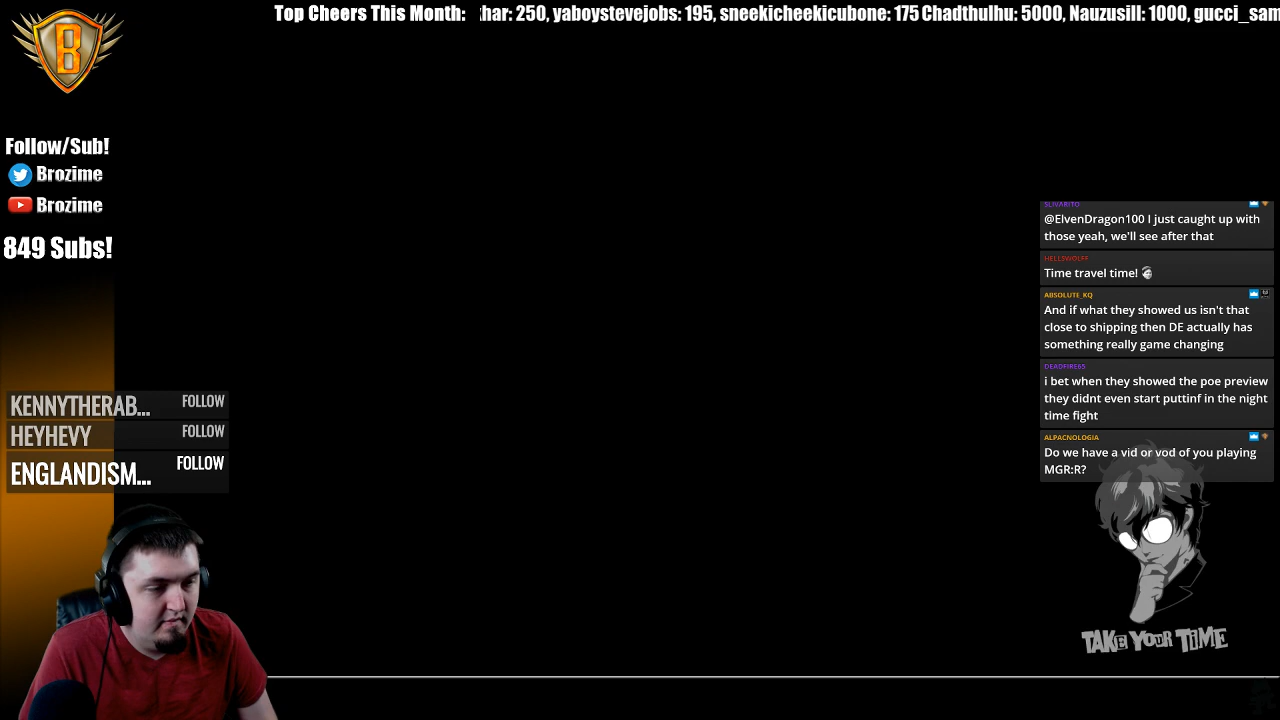 Top Cheers This Month: char: 250, yaboystevejobs: 195, sneekicheekicubone: 175 Chadthulhu: 5000, Nauzusill: 1000, gucci_sam
B
Follow/Sub!
Brozime
Brozime
849 Subs!
KENNYTHERAB... FOLLOW
HEYHEVY FOLLOW
ENGLANDISM... FOLLOW
SLIVABITO
@ElvenDragon100 I just caught up with
those yeah, we'll see after that
HELL3WOLFF
Time travel time!
ABSOLUTE_KQ
And if what they showed us isn't that
close to shipping then DE actually has
something really game changing
DEADFIRE65
i bet when they showed the poe preview
they didnt even start puttinf in the night
time fight
ALPACNOLOGIA
Do we have a vid or vod of you playing
MGR:R?
TAKE YOUR TIME